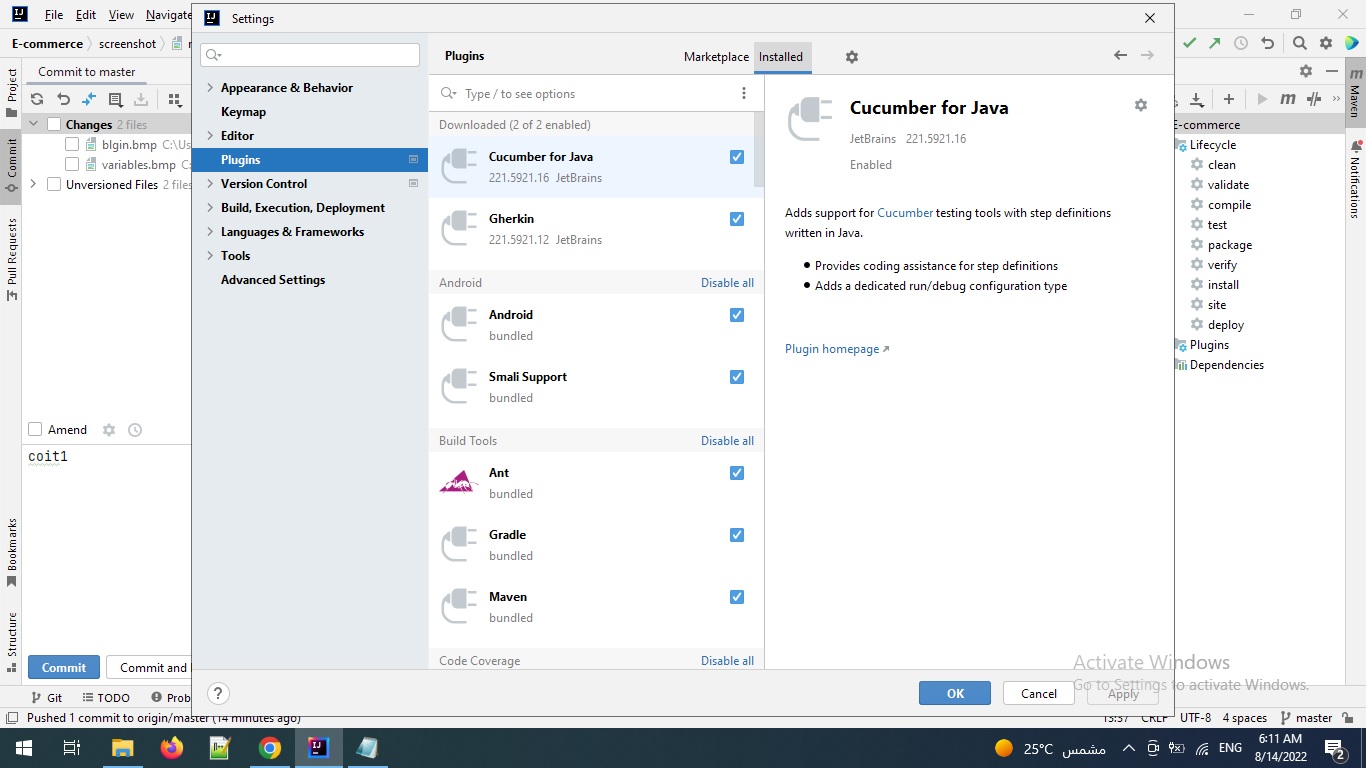 File Edit View Navigate
Settings
E-commerce screenshot
Commit to master
Project
Commit
Pull Requests
Bookmarks
Structure
Changes 2 files
blgin.bmp C:\Us
variables.bmp C:
Unversioned Files 2 files
Amend
coit1
Commit
Commit and
Appearance & Behavior
Keymap
Editor
Plugins
Version Control
Build, Execution, Deployment
Languages & Frameworks
Tools
Advanced Settings
Plugins Marketplace Installed
Type / to see options
Downloaded (2 of 2 enabled)
Cucumber for Java
221.5921.16 JetBrains
Gherkin
221.5921.12 JetBrains
Android Disable all
Android
bundled
Smali Support
bundled
Build Tools Disable all
Ant
bundled
Gradle
bundled
Maven
bundled
Code Coverage Disable all
Cucumber for Java
JetBrains 221.5921.16
Enabled
Adds support for Cucumber testing tools with step definitions
written in Java.
• Provides coding assistance for step definitions
• Adds a dedicated run/debug configuration type
Plugin homepage
? OK Cancel Apply
E-commerce
Lifecycle
clean
validate
compile
test
package
verify
install
site
deploy
Plugins
Dependencies
Maven
Notifications
Activate Windows
Go to Settings to activate Windows.
Git TODO Prob
Pushed 1 commit to origin/master (14 minutes ago)
13:37 CRLF UTF-8 4 spaces master
25°C مشمس ENG
6:11 AM
8/14/2022
2